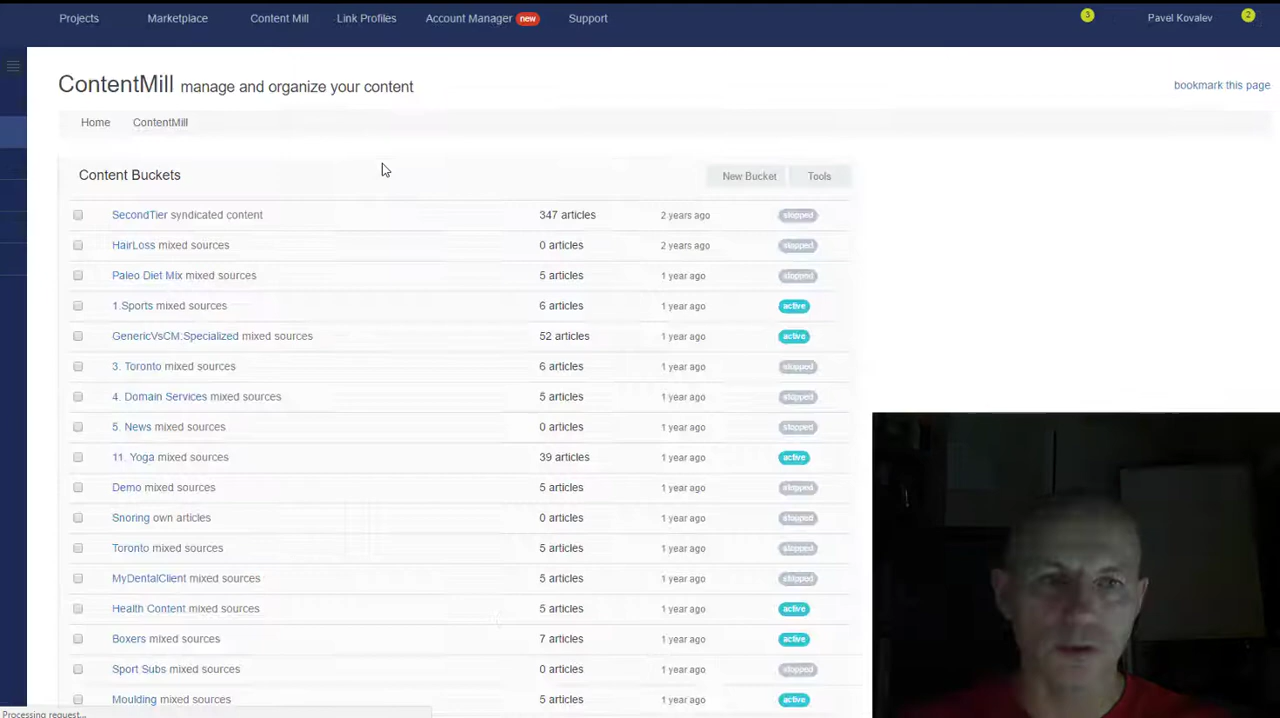 Projects Marketplace Content Mill Link Profiles Account Manager new Support 3 Pavel Kovalev 2
ContentMill manage and organize your content bookmark this page
Home ContentMill
Content Buckets New Bucket Tools
SecondTier syndicated content 347 articles 2 years ago stopped
HairLoss mixed sources 0 articles 2 years ago stopped
Paleo Diet Mix mixed sources 5 articles 1 year ago stopped
1.Sports mixed sources 6 articles 1 year ago active
GenericVsCM:Specialized mixed sources 52 articles 1 year ago active
3. Toronto mixed sources 6 articles 1 year ago stopped
4. Domain Services mixed sources 5 articles 1 year ago stopped
5. News mixed sources 0 articles 1 year ago stopped
11. Yoga mixed sources 39 articles 1 year ago active
Demo mixed sources 5 articles 1 year ago stopped
Snoring own articles 0 articles 1 year ago stopped
Toronto mixed sources 5 articles 1 year ago stopped
MyDentalClient mixed sources 5 articles 1 year ago stopped
Health Content mixed sources 5 articles 1 year ago active
Boxers mixed sources 7 articles 1 year ago active
Sport Subs mixed sources 0 articles 1 year ago stopped
Moulding mixed sources 5 articles 1 year ago active
Processing request...